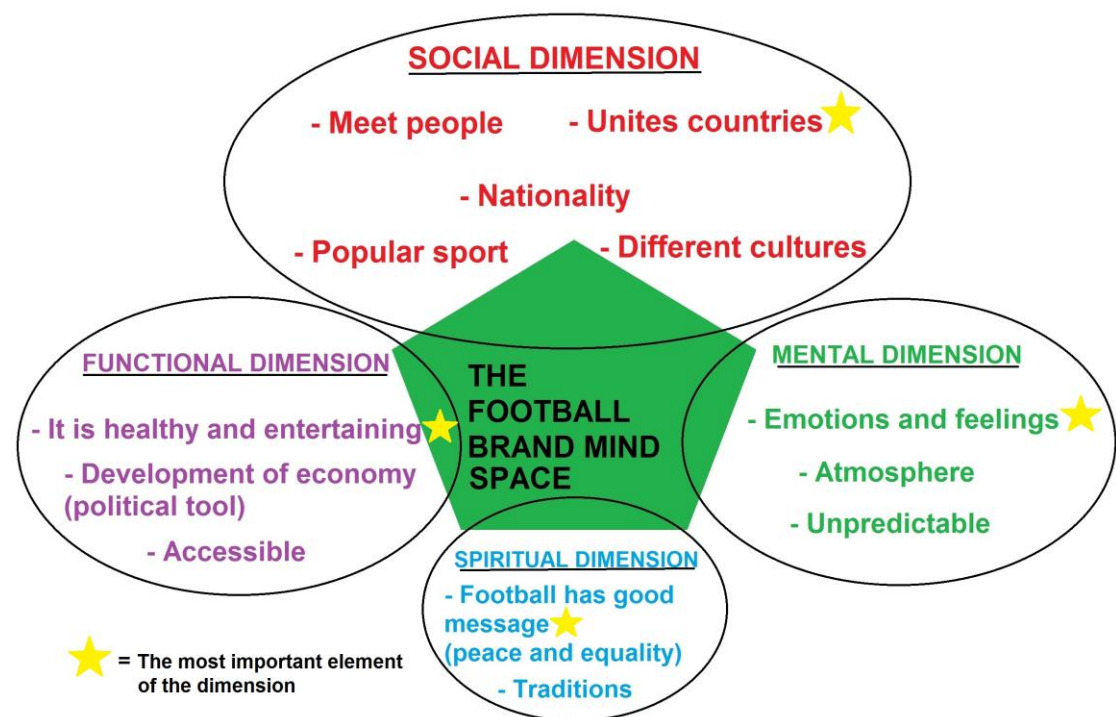 SOCIAL DIMENSION
- Meet people
- Unites countries
- Nationality
- Popular sport
- Different cultures
FUNCTIONAL DIMENSION
- It is healthy and entertaining
- Development of economy
(political tool)
- Accessible
THE
FOOTBALL
BRAND MIND
SPACE
MENTAL DIMENSION
- Emotions and feelings
- Atmosphere
- Unpredictable
SPIRITUAL DIMENSION
- Football has good
message
(peace and equality)
- Traditions
= The most important element
of the dimension